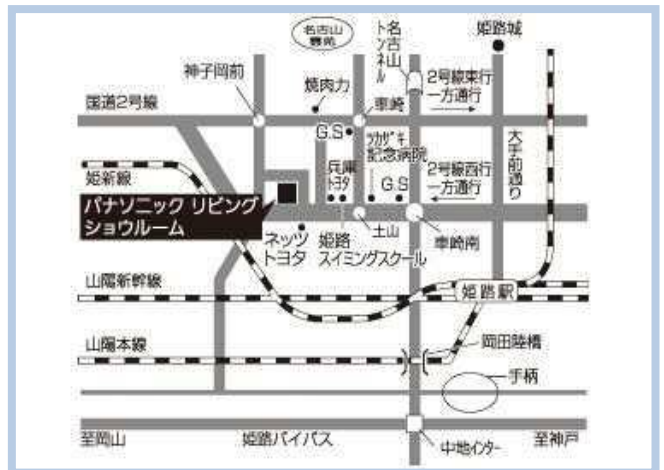 名古山
霊苑
名古山
トンネル
姫路城
神子岡前
焼肉力
2号線東行
一方通行
国道2号線
車崎
G.S
ツカザキ
記念病院
大手前通り
姫新線
兵庫
トヨタ
G.S
2号線西行
一方通行
パナソニック リビング
ショウルーム
土山
車崎南
ネッツ
トヨタ
姫路
スイミングスクール
山陽新幹線
姫路駅
山陽本線
岡田陸橋
手柄
至岡山
姫路バイパス
中地インター
至神戸